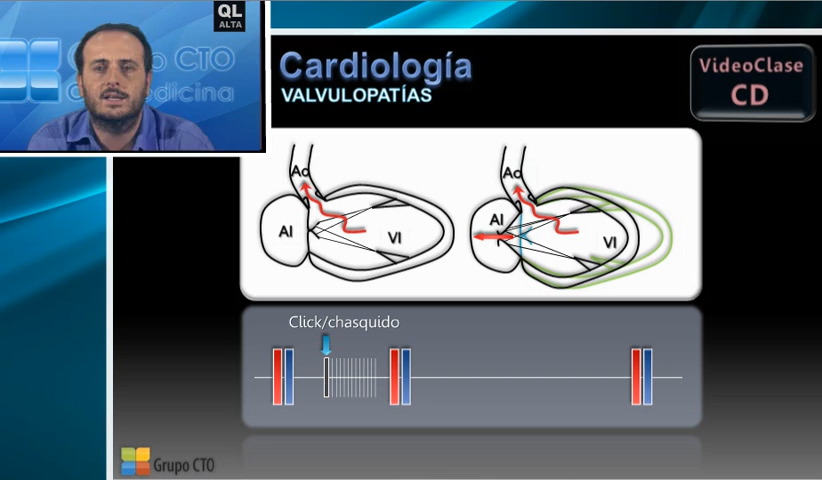 QL
ALTA
Grupo CTO
de Medicina
Cardiología
VALVULOPATÍAS
VideoClase
CD
Ao
AI
VI
Ao
AI
VI
Click/chasquido
Grupo CTO